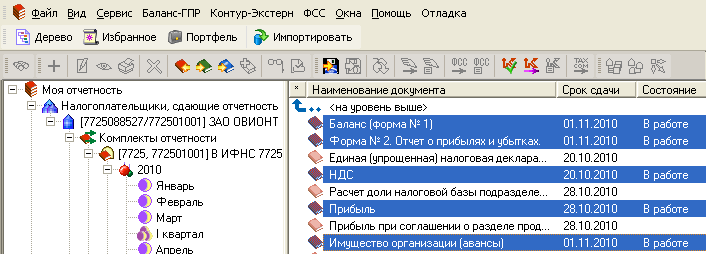 Файл Вид Сервис Баланс-ГПР Контур-Экстерн ФСС Окна Помощь Отладка
Дерево Избранное Портфель Импортировать
ФСС ФСС TAX COM
Моя отчетность
Налогоплательщики, сдающие отчетность
[7725088527/772501001] ЗАО ОВИОНТ
Комплекты отчетности
[7725, 772501001] В ИФНС 7725
2010
Январь
Февраль
Март
I квартал
Апрель
* Наименование документа Срок сдачи Состояние
.. <на уровень выше>
Баланс (форма № 1) 01.11.2010 В работе
Форма № 2. Отчет о прибылях и убытках. 01.11.2010 В работе
Единая (упрощенная) налоговая деклара... 20.10.2010
НДС 20.10.2010 В работе
Расчет доли налоговой базы подразделе... 28.10.2010
Прибыль 28.10.2010 В работе
Прибыль при соглашении о разделе прод... 28.10.2010
Имущество организации (авансы) 01.11.2010 В работе